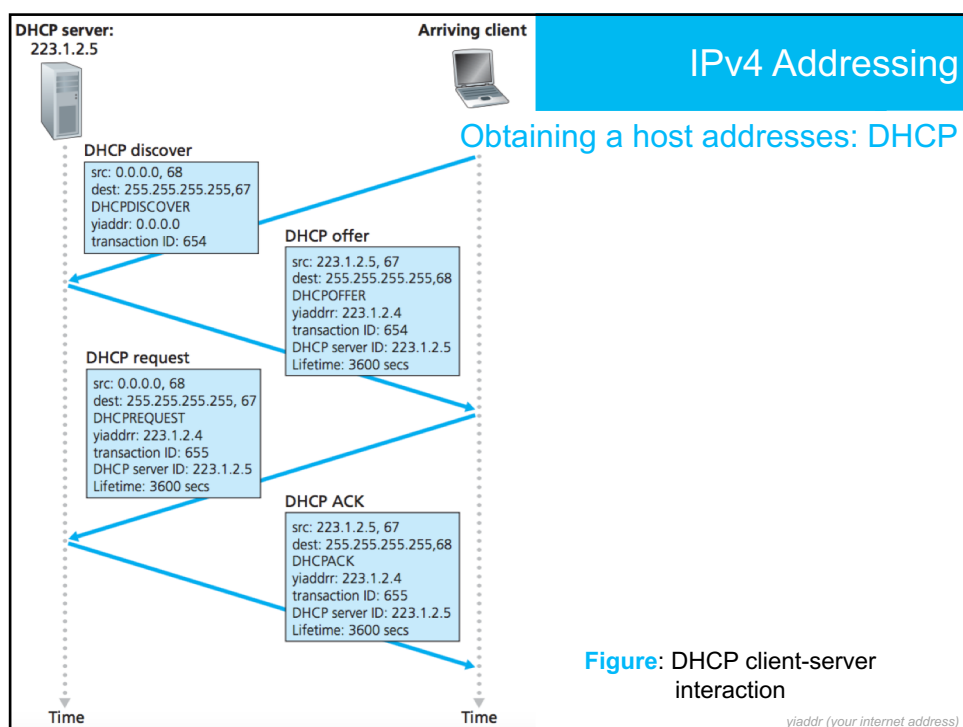 DHCP server:
223.1.2.5
Arriving client
IPv4 Addressing
Obtaining a host addresses: DHCP
DHCP discover
src: 0.0.0.0, 68
dest: 255.255.255.255,67
DHCPDISCOVER
yiaddr: 0.0.0.0
transaction ID: 654
DHCP offer
src: 223.1.2.5, 67
dest: 255.255.255.255,68
DHCPOFFER
yiaddrr: 223.1.2.4
transaction ID: 654
DHCP server ID: 223.1.2.5
Lifetime: 3600 secs
DHCP request
src: 0.0.0.0, 68
dest: 255.255.255.255, 67
DHCPREQUEST
yiaddrr: 223.1.2.4
transaction ID: 655
DHCP server ID: 223.1.2.5
Lifetime: 3600 secs
DHCP ACK
src: 223.1.2.5, 67
dest: 255.255.255.255,68
DHCPACK
yiaddrr: 223.1.2.4
transaction ID: 655
DHCP server ID: 223.1.2.5
Lifetime: 3600 secs
Time
Time
Figure: DHCP client-server
interaction
yiaddr (your internet address)